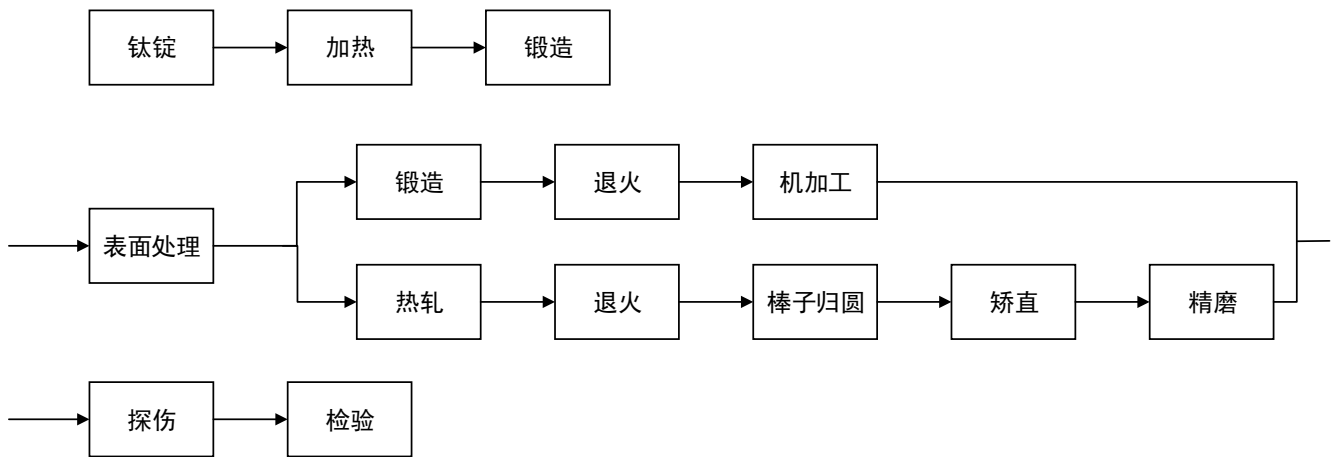 钛锭 加热 锻造
锻造 退火 机加工
表面处理
热轧 退火 棒子归圆 矫直 精磨
探伤 检验